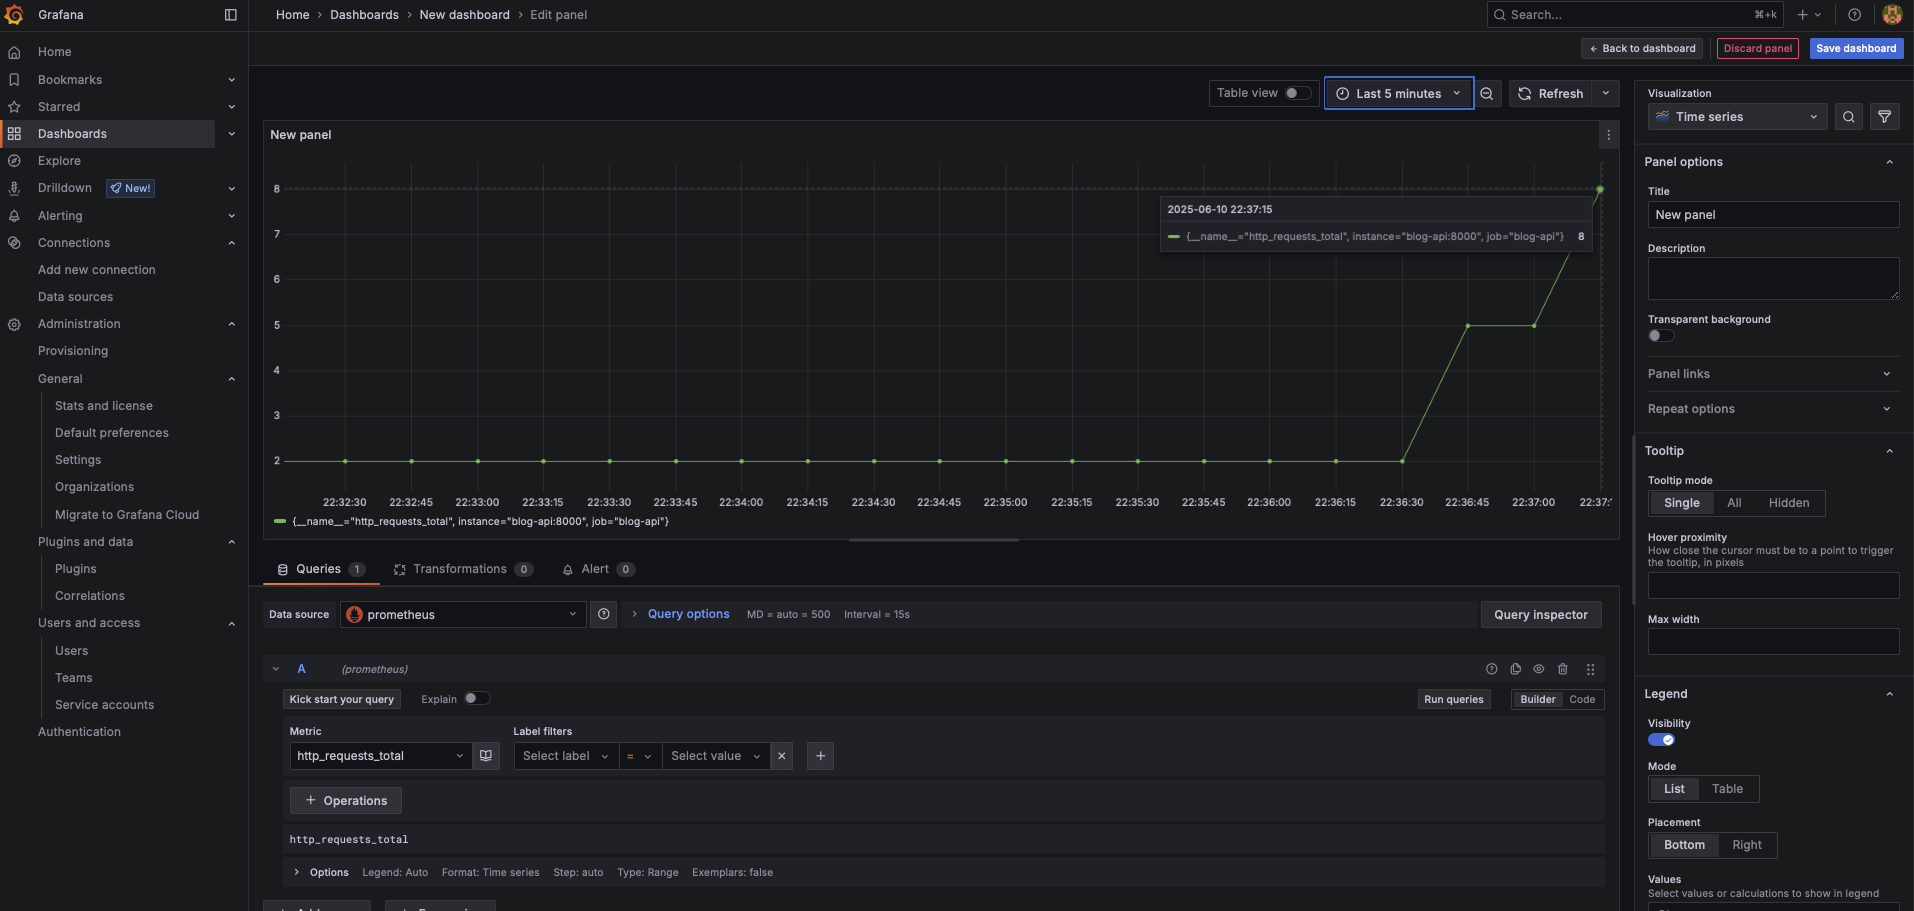 Grafana
Home › Dashboards › New dashboard › Edit panel
Search... ⌘+k
← Back to dashboard
Discard panel
Save dashboard
Home
Bookmarks
Starred
Dashboards
Explore
Drilldown New!
Alerting
Connections
Add new connection
Data sources
Administration
Provisioning
General
Stats and license
Default preferences
Settings
Organizations
Migrate to Grafana Cloud
Plugins and data
Plugins
Correlations
Users and access
Users
Teams
Service accounts
Authentication
Table view
Last 5 minutes
Refresh
New panel
8
7
6
5
4
3
2
2025-06-10 22:37:15
{__name__="http_requests_total", instance="blog-api:8000", job="blog-api"} 8
22:32:30 22:32:45 22:33:00 22:33:15 22:33:30 22:33:45 22:34:00 22:34:15 22:34:30 22:34:45 22:35:00 22:35:15 22:35:30 22:35:45 22:36:00 22:36:15 22:36:30 22:36:45 22:37:00 22:37:
{__name__="http_requests_total", instance="blog-api:8000", job="blog-api"}
Queries 1 Transformations 0 Alert 0
Data source prometheus
Query options MD = auto = 500 Interval = 15s
Query inspector
A (prometheus)
Kick start your query Explain
Run queries Builder Code
Metric Label filters
http_requests_total Select label = Select value
+ Operations
http_requests_total
Options Legend: Auto Format: Time series Step: auto Type: Range Exemplars: false
Visualization
Time series
Panel options
Title
New panel
Description
Transparent background
Panel links
Repeat options
Tooltip
Tooltip mode
Single All Hidden
Hover proximity
How close the cursor must be to a point to trigger
the tooltip, in pixels
Max width
Legend
Visibility
Mode
List Table
Placement
Bottom Right
Values
Select values or calculations to show in legend